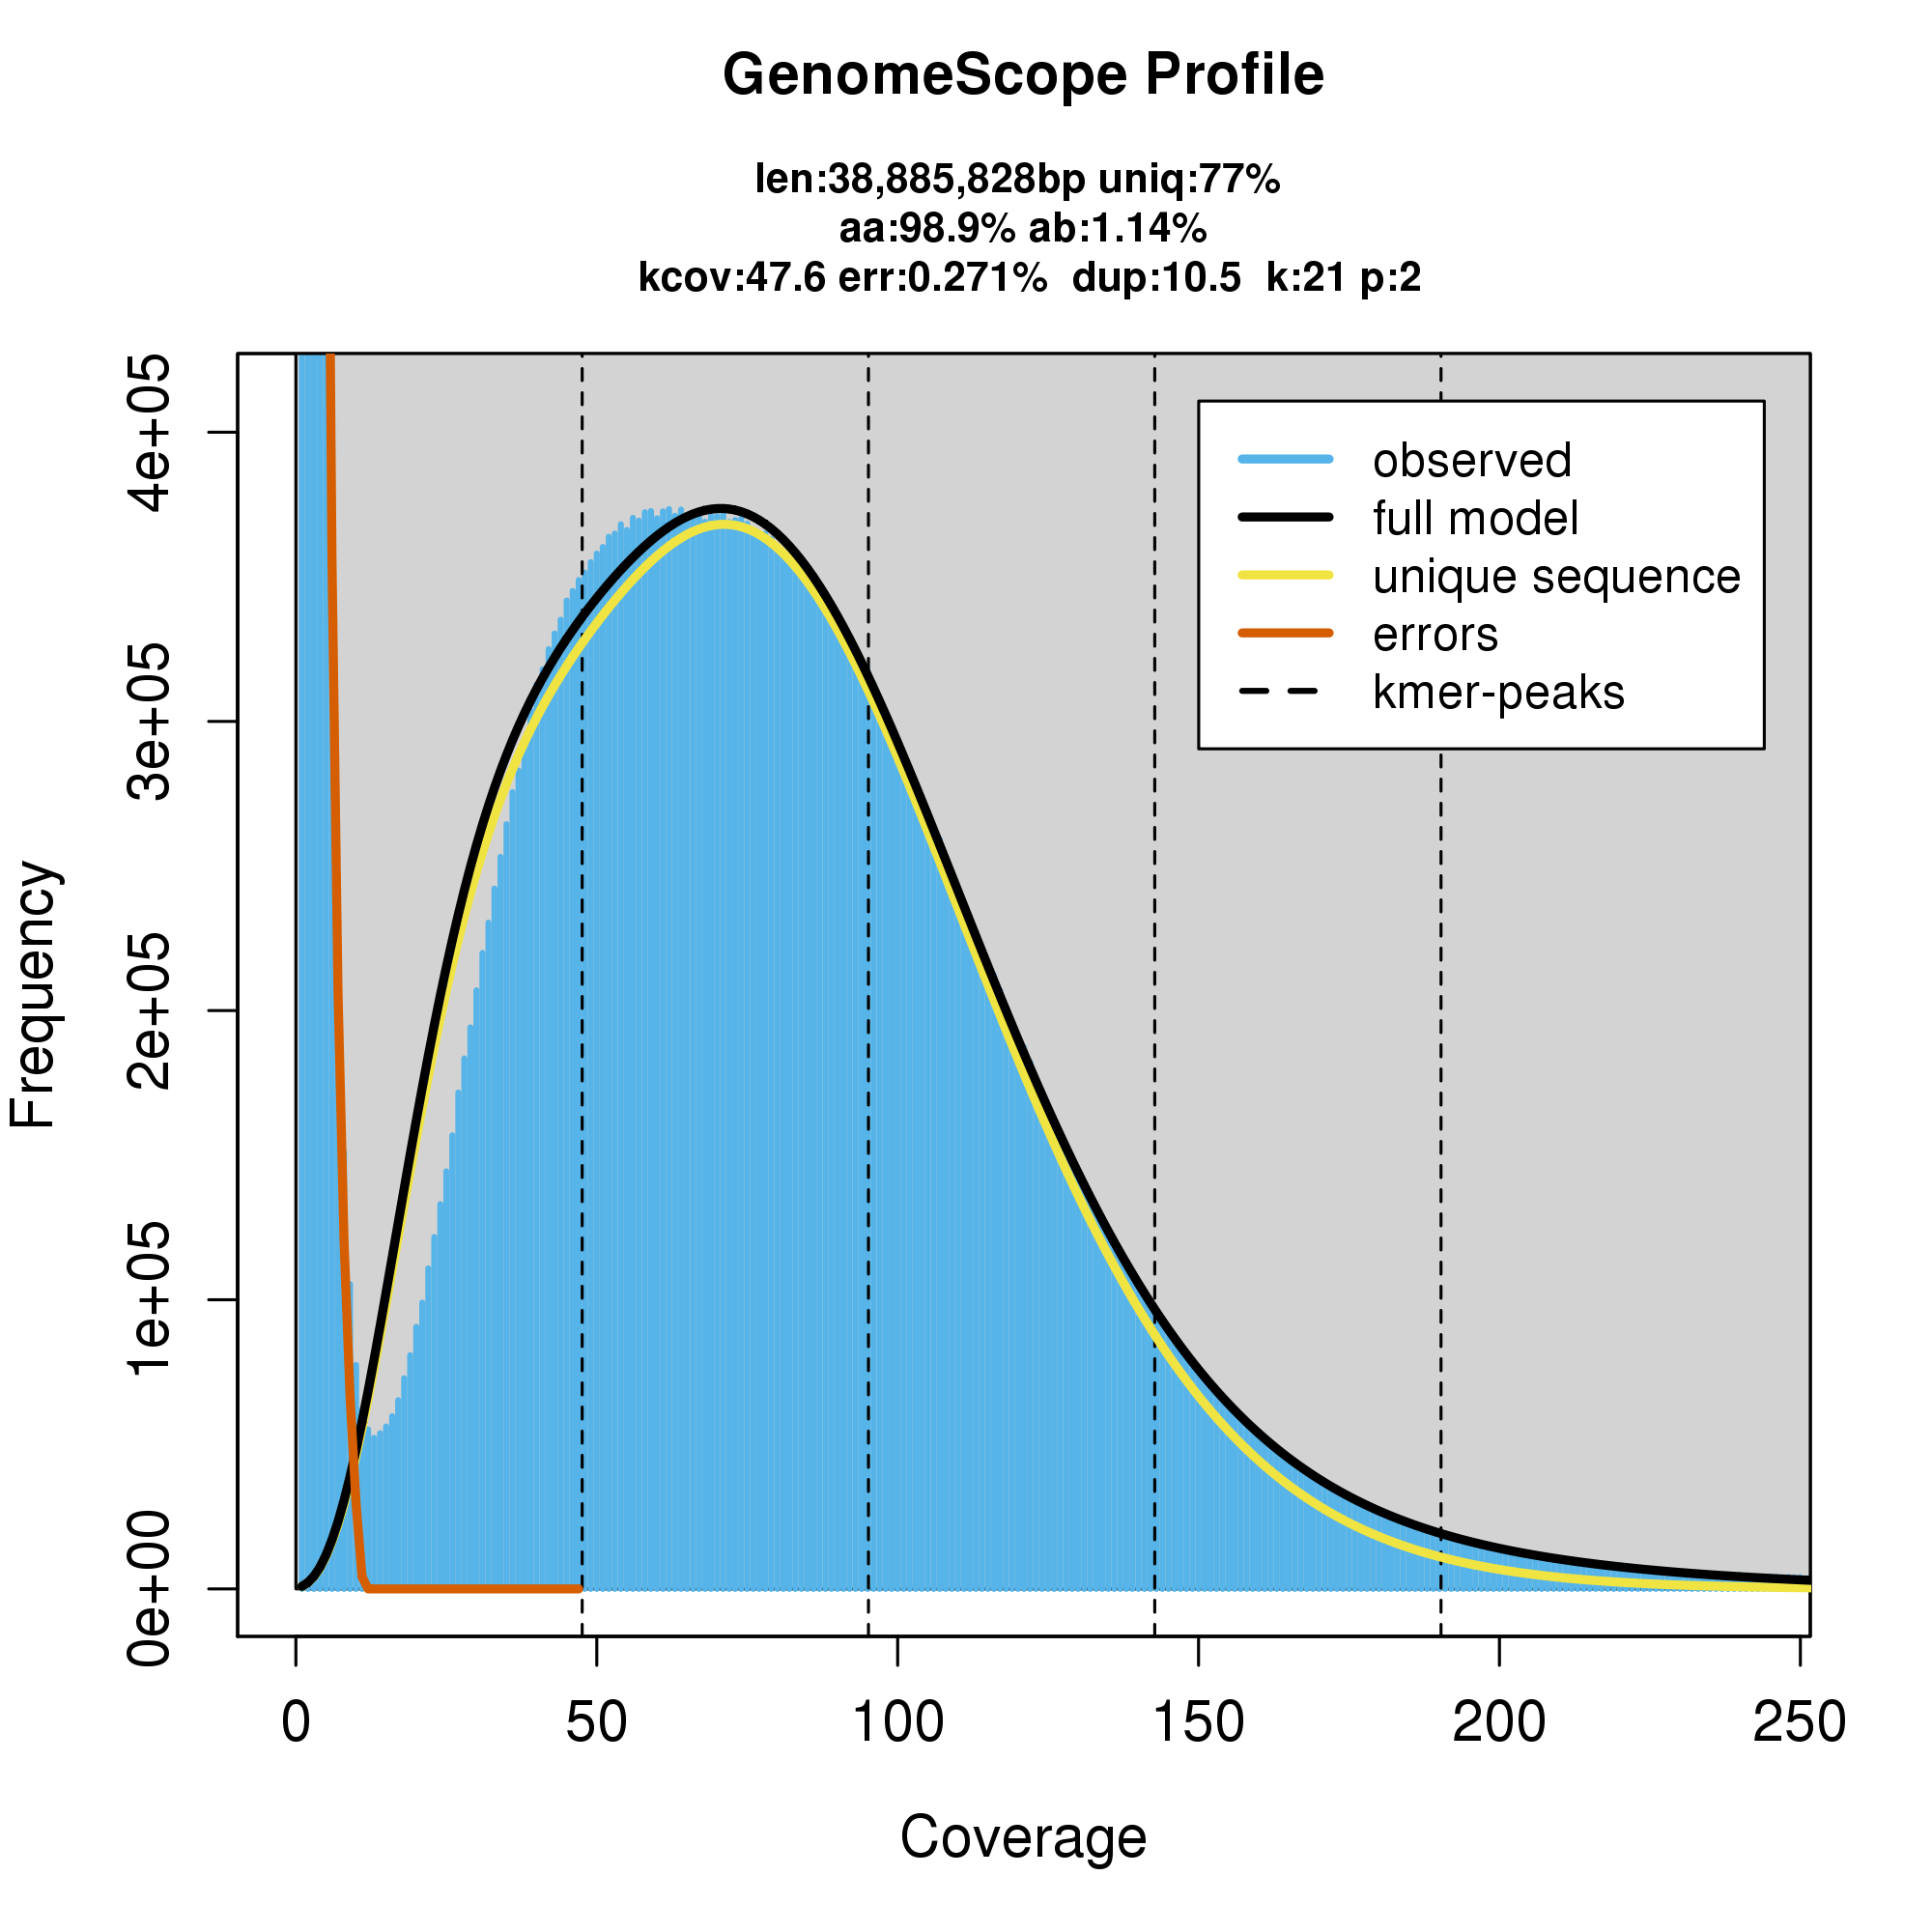 GenomeScope Profile
len:38,885,828bp uniq:77%
aa:98.9% ab:1.14%
kcov:47.6 err:0.271%  dup:10.5  k:21 p:2
observed
full model
unique sequence
errors
kmer-peaks
Frequency
4e+05
3e+05
2e+05
1e+05
0e+00
0 50 100 150 200 250
Coverage